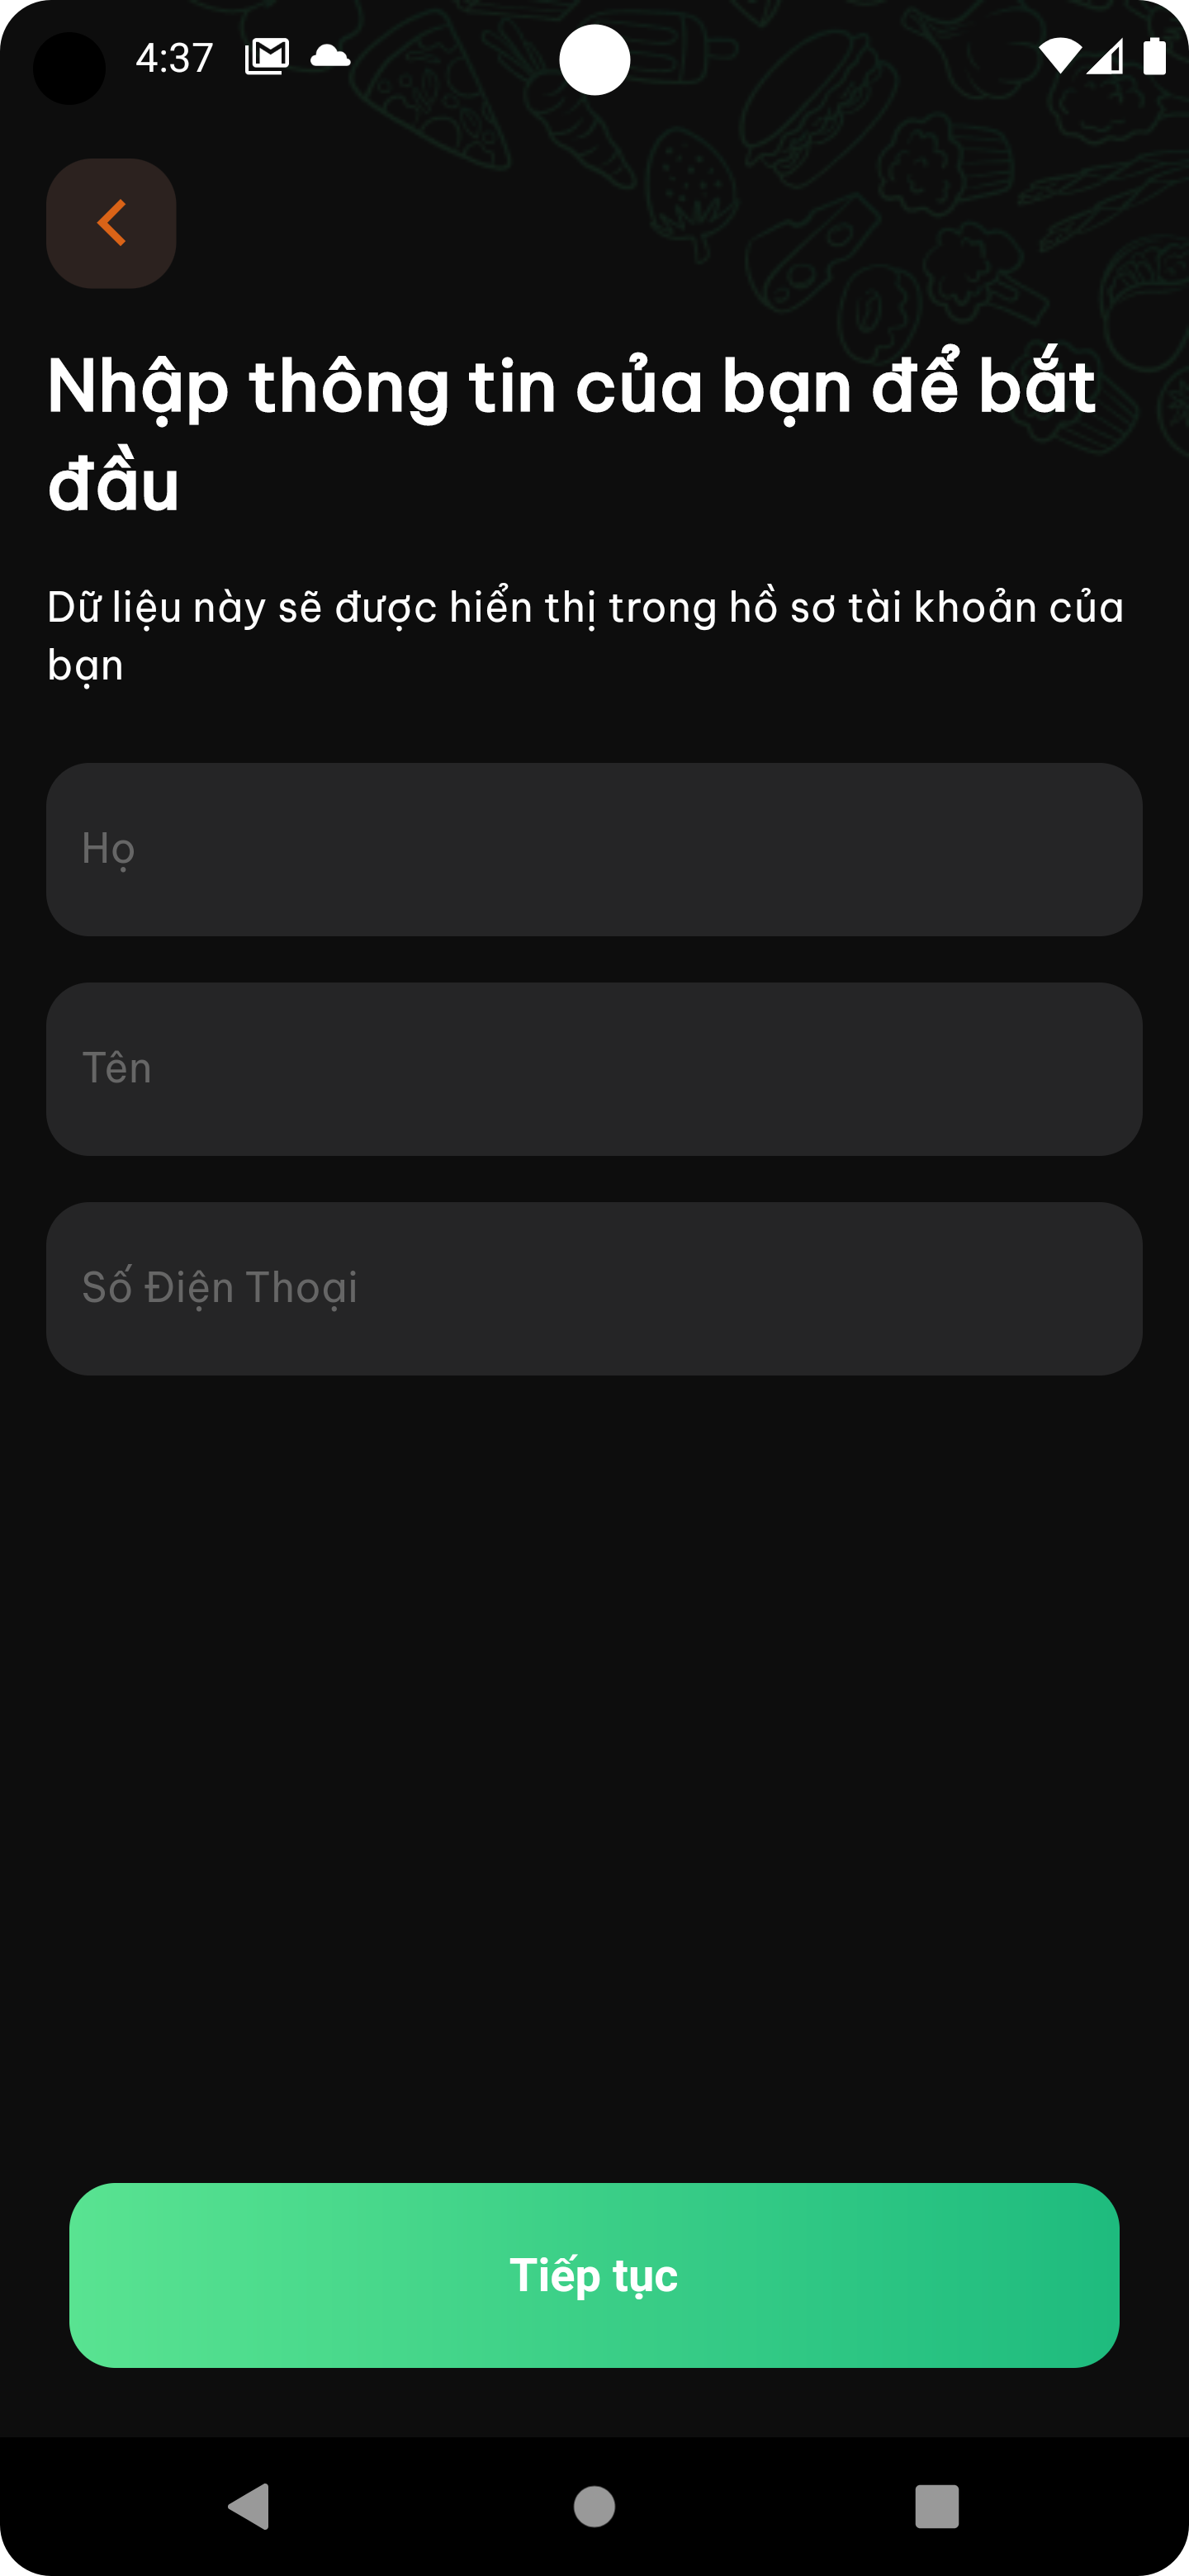 4:37
Nhập thông tin của bạn để bắt
đầu
Dữ liệu này sẽ được hiển thị trong hồ sơ tài khoản của
bạn
Họ
Tên
Số Điện Thoại
Tiếp tục